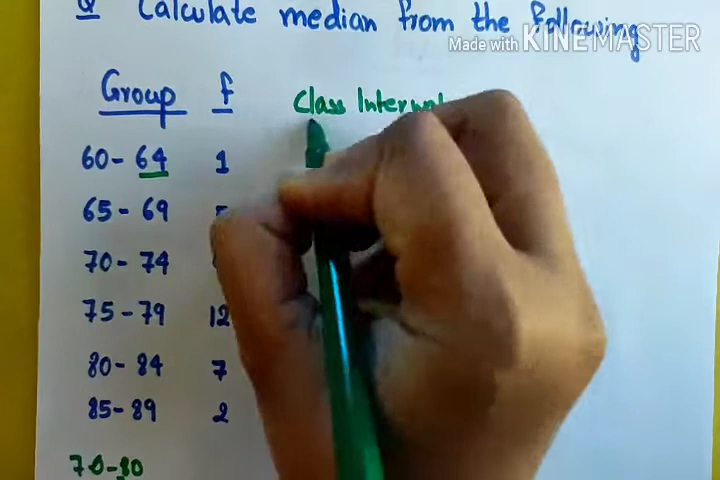 Q Calculate median from the following
Made with KINEMASTER
Group f Class Interval
60-64 1
65-69
70-74
75-79 12
80-84 7
85-89 2
70-80